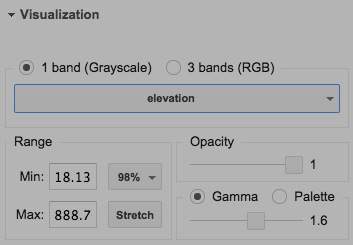 Visualization
1 band (Grayscale) 3 bands (RGB)
elevation
Range
Min: 18.13 98%
Max: 888.7 Stretch
Opacity
1
Gamma Palette
1.6